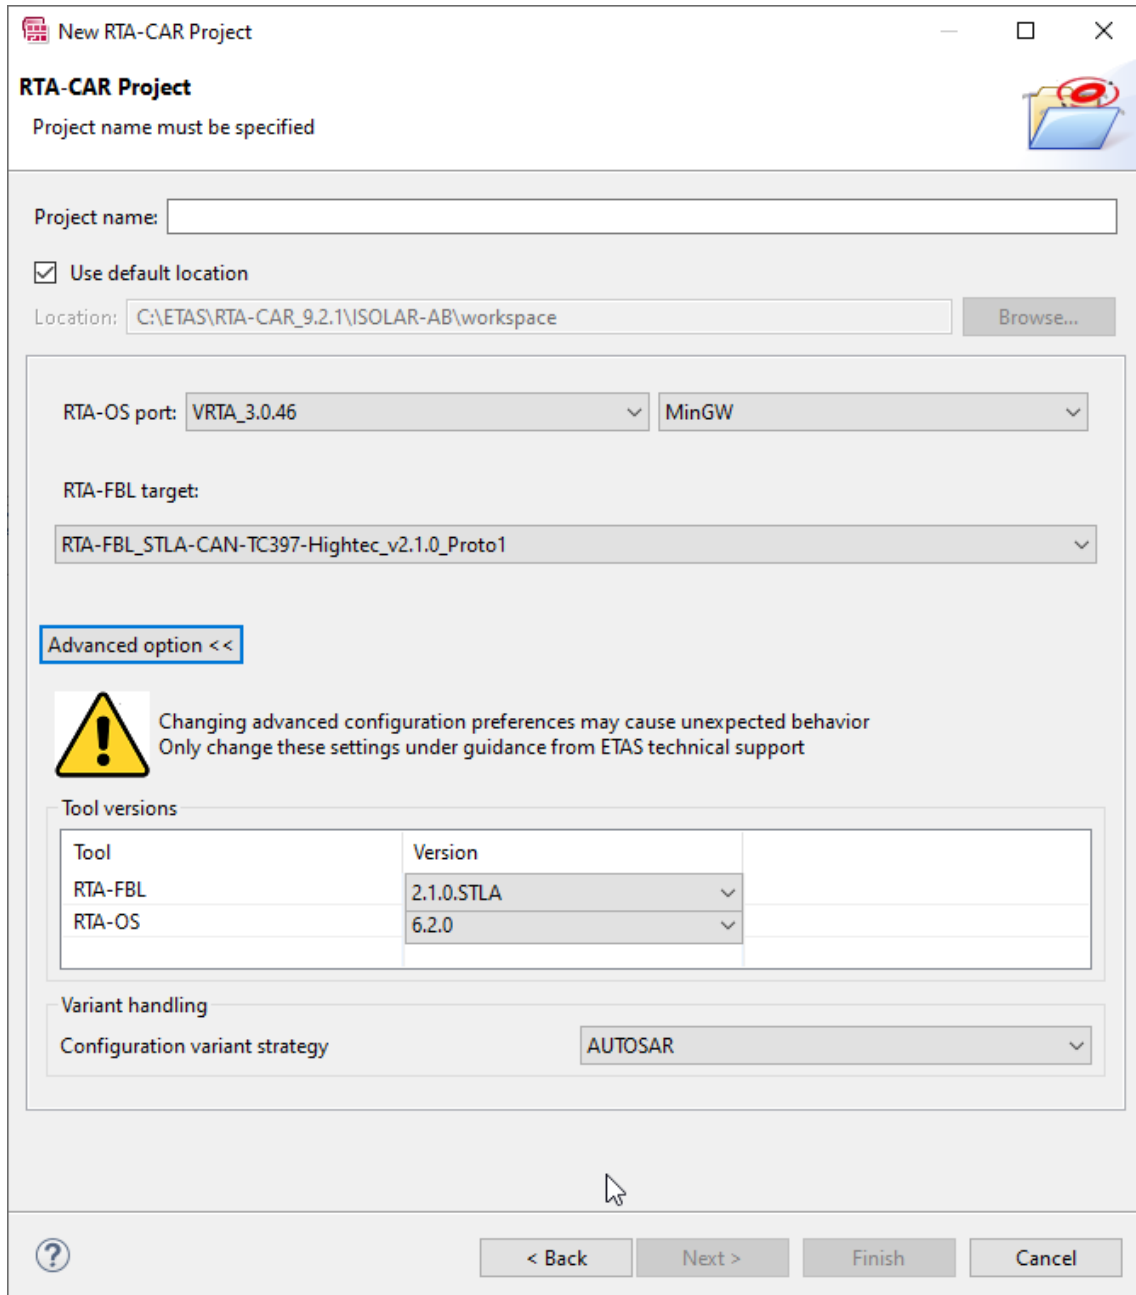 New RTA-CAR Project
RTA-CAR Project
Project name must be specified
Project name:
Use default location
Location: C:\ETAS\RTA-CAR_9.2.1\ISOLAR-AB\workspace Browse...
RTA-OS port: VRTA_3.0.46 MinGW
RTA-FBL target:
RTA-FBL_STLA-CAN-TC397-Hightec_v2.1.0_Proto1
Advanced option <<
Changing advanced configuration preferences may cause unexpected behavior
Only change these settings under guidance from ETAS technical support
Tool versions
Tool Version
RTA-FBL 2.1.0.STLA
RTA-OS 6.2.0
Variant handling
Configuration variant strategy AUTOSAR
? < Back Next > Finish Cancel